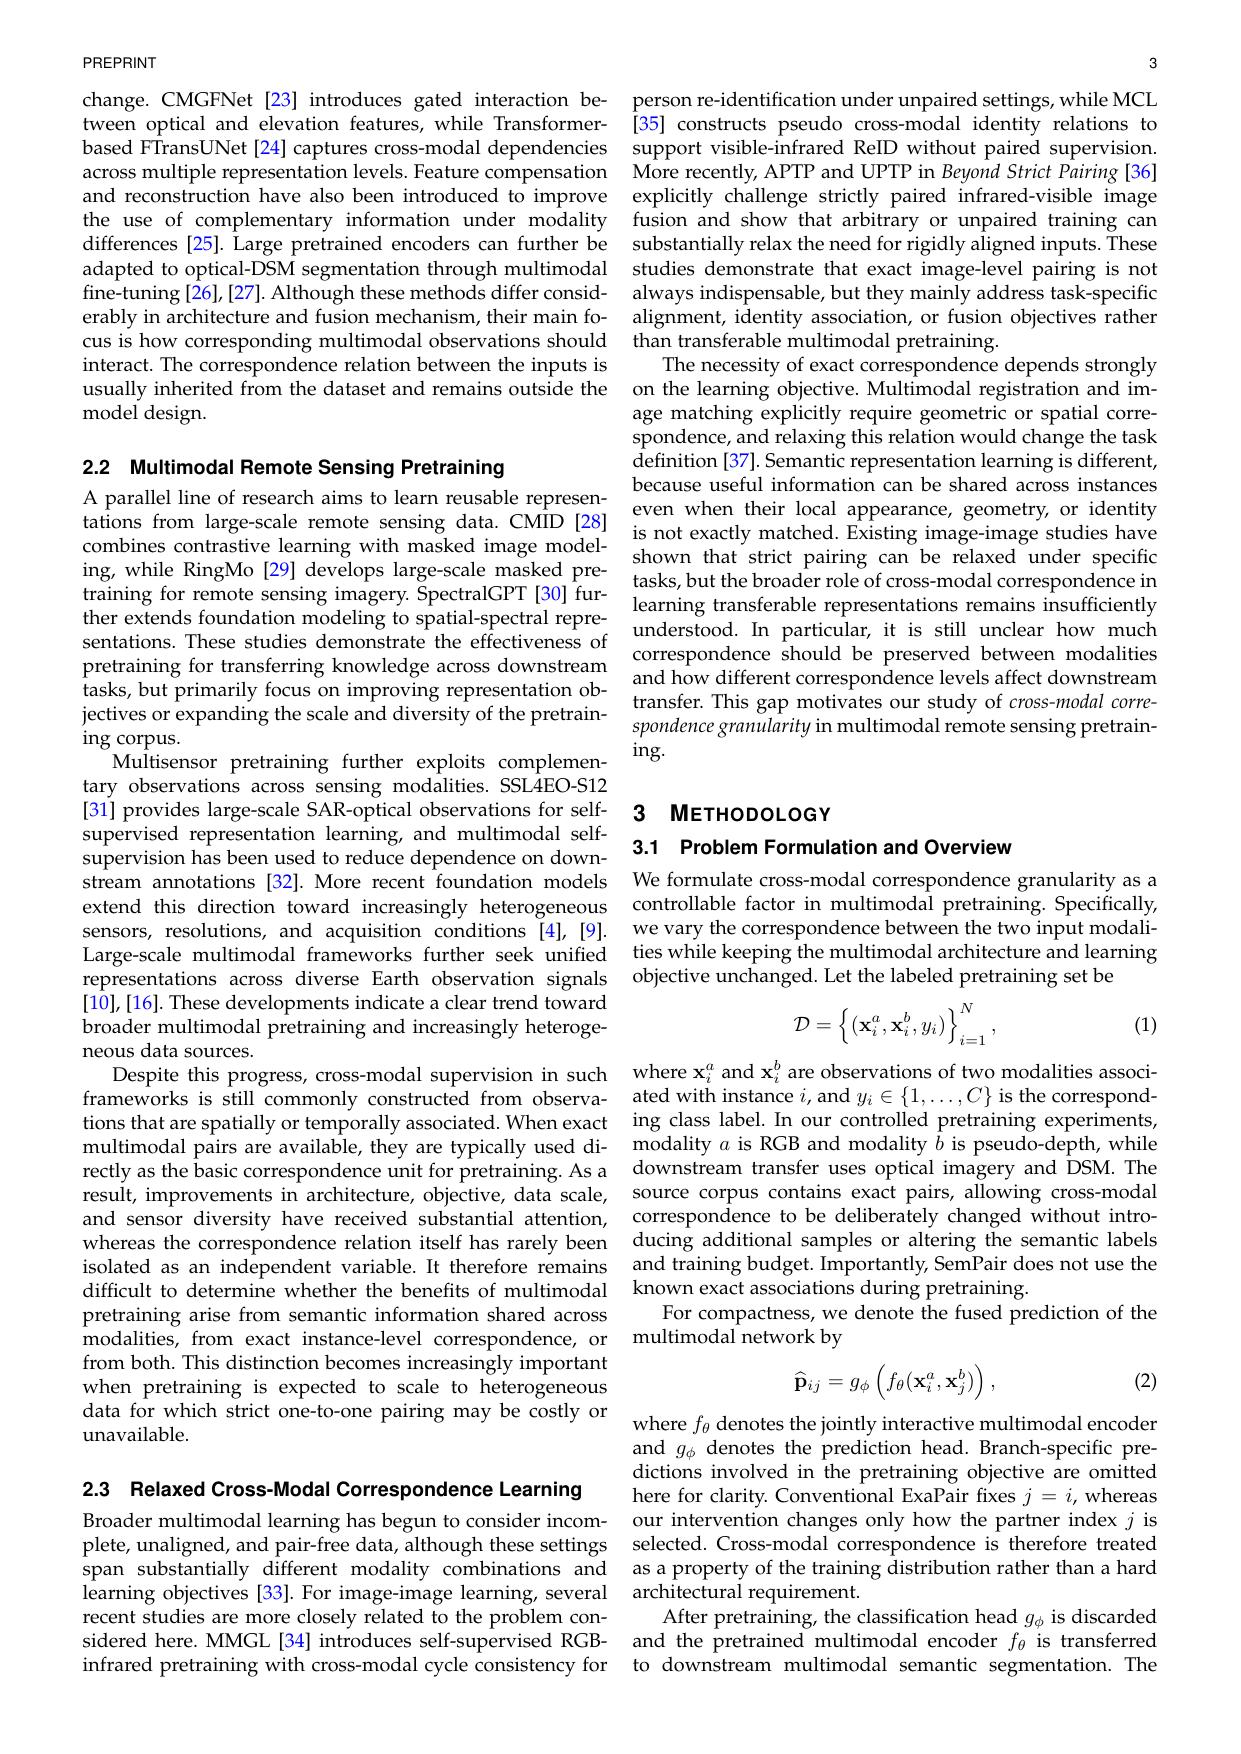 PREPRINT
3
change. CMGFNet [23] introduces gated interaction be-
tween optical and elevation features, while Transformer-
based FTransUNet [24] captures cross-modal dependencies
across multiple representation levels. Feature compensation
and reconstruction have also been introduced to improve
the use of complementary information under modality
differences [25]. Large pretrained encoders can further be
adapted to optical-DSM segmentation through multimodal
fine-tuning [26], [27]. Although these methods differ consid-
erably in architecture and fusion mechanism, their main fo-
cus is how corresponding multimodal observations should
interact. The correspondence relation between the inputs is
usually inherited from the dataset and remains outside the
model design.
2.2 Multimodal Remote Sensing Pretraining
A parallel line of research aims to learn reusable represen-
tations from large-scale remote sensing data. CMID [28]
combines contrastive learning with masked image model-
ing, while RingMo [29] develops large-scale masked pre-
training for remote sensing imagery. SpectralGPT [30] fur-
ther extends foundation modeling to spatial-spectral repre-
sentations. These studies demonstrate the effectiveness of
pretraining for transferring knowledge across downstream
tasks, but primarily focus on improving representation ob-
jectives or expanding the scale and diversity of the pretrain-
ing corpus.
Multisensor pretraining further exploits complemen-
tary observations across sensing modalities. SSL4EO-S12
[31] provides large-scale SAR-optical observations for self-
supervised representation learning, and multimodal self-
supervision has been used to reduce dependence on down-
stream annotations [32]. More recent foundation models
extend this direction toward increasingly heterogeneous
sensors, resolutions, and acquisition conditions [4], [9].
Large-scale multimodal frameworks further seek unified
representations across diverse Earth observation signals
[10], [16]. These developments indicate a clear trend toward
broader multimodal pretraining and increasingly heteroge-
neous data sources.
Despite this progress, cross-modal supervision in such
frameworks is still commonly constructed from observa-
tions that are spatially or temporally associated. When exact
multimodal pairs are available, they are typically used di-
rectly as the basic correspondence unit for pretraining. As a
result, improvements in architecture, objective, data scale,
and sensor diversity have received substantial attention,
whereas the correspondence relation itself has rarely been
isolated as an independent variable. It therefore remains
difficult to determine whether the benefits of multimodal
pretraining arise from semantic information shared across
modalities, from exact instance-level correspondence, or
from both. This distinction becomes increasingly important
when pretraining is expected to scale to heterogeneous
data for which strict one-to-one pairing may be costly or
unavailable.
2.3 Relaxed Cross-Modal Correspondence Learning
Broader multimodal learning has begun to consider incom-
plete, unaligned, and pair-free data, although these settings
span substantially different modality combinations and
learning objectives [33]. For image-image learning, several
recent studies are more closely related to the problem con-
sidered here. MMGL [34] introduces self-supervised RGB-
infrared pretraining with cross-modal cycle consistency for
person re-identification under unpaired settings, while MCL
[35] constructs pseudo cross-modal identity relations to
support visible-infrared ReID without paired supervision.
More recently, APTP and UPTP in Beyond Strict Pairing [36]
explicitly challenge strictly paired infrared-visible image
fusion and show that arbitrary or unpaired training can
substantially relax the need for rigidly aligned inputs. These
studies demonstrate that exact image-level pairing is not
always indispensable, but they mainly address task-specific
alignment, identity association, or fusion objectives rather
than transferable multimodal pretraining.
The necessity of exact correspondence depends strongly
on the learning objective. Multimodal registration and im-
age matching explicitly require geometric or spatial corre-
spondence, and relaxing this relation would change the task
definition [37]. Semantic representation learning is different,
because useful information can be shared across instances
even when their local appearance, geometry, or identity
is not exactly matched. Existing image-image studies have
shown that strict pairing can be relaxed under specific
tasks, but the broader role of cross-modal correspondence in
learning transferable representations remains insufficiently
understood. In particular, it is still unclear how much
correspondence should be preserved between modalities
and how different correspondence levels affect downstream
transfer. This gap motivates our study of cross-modal corre-
spondence granularity in multimodal remote sensing pretrain-
ing.
3 METHODOLOGY
3.1 Problem Formulation and Overview
We formulate cross-modal correspondence granularity as a
controllable factor in multimodal pretraining. Specifically,
we vary the correspondence between the two input modali-
ties while keeping the multimodal architecture and learning
objective unchanged. Let the labeled pretraining set be
$\mathcal{D} = \left\{ (\mathbf{x}_i^a, \mathbf{x}_i^b, y_i) \right\}_{i=1}^{N},$ (1)
where $\mathbf{x}_i^a$ and $\mathbf{x}_i^b$ are observations of two modalities associ-
ated with instance $i$, and $y_i \in \{1, \ldots, C\}$ is the correspond-
ing class label. In our controlled pretraining experiments,
modality $a$ is RGB and modality $b$ is pseudo-depth, while
downstream transfer uses optical imagery and DSM. The
source corpus contains exact pairs, allowing cross-modal
correspondence to be deliberately changed without intro-
ducing additional samples or altering the semantic labels
and training budget. Importantly, SemPair does not use the
known exact associations during pretraining.
For compactness, we denote the fused prediction of the
multimodal network by
$\widehat{\mathbf{p}}_{ij} = g_\phi \left( f_\theta(\mathbf{x}_i^a, \mathbf{x}_j^b) \right),$ (2)
where $f_\theta$ denotes the jointly interactive multimodal encoder
and $g_\phi$ denotes the prediction head. Branch-specific pre-
dictions involved in the pretraining objective are omitted
here for clarity. Conventional ExaPair fixes $j = i$, whereas
our intervention changes only how the partner index $j$ is
selected. Cross-modal correspondence is therefore treated
as a property of the training distribution rather than a hard
architectural requirement.
After pretraining, the classification head $g_\phi$ is discarded
and the pretrained multimodal encoder $f_\theta$ is transferred
to downstream multimodal semantic segmentation. The